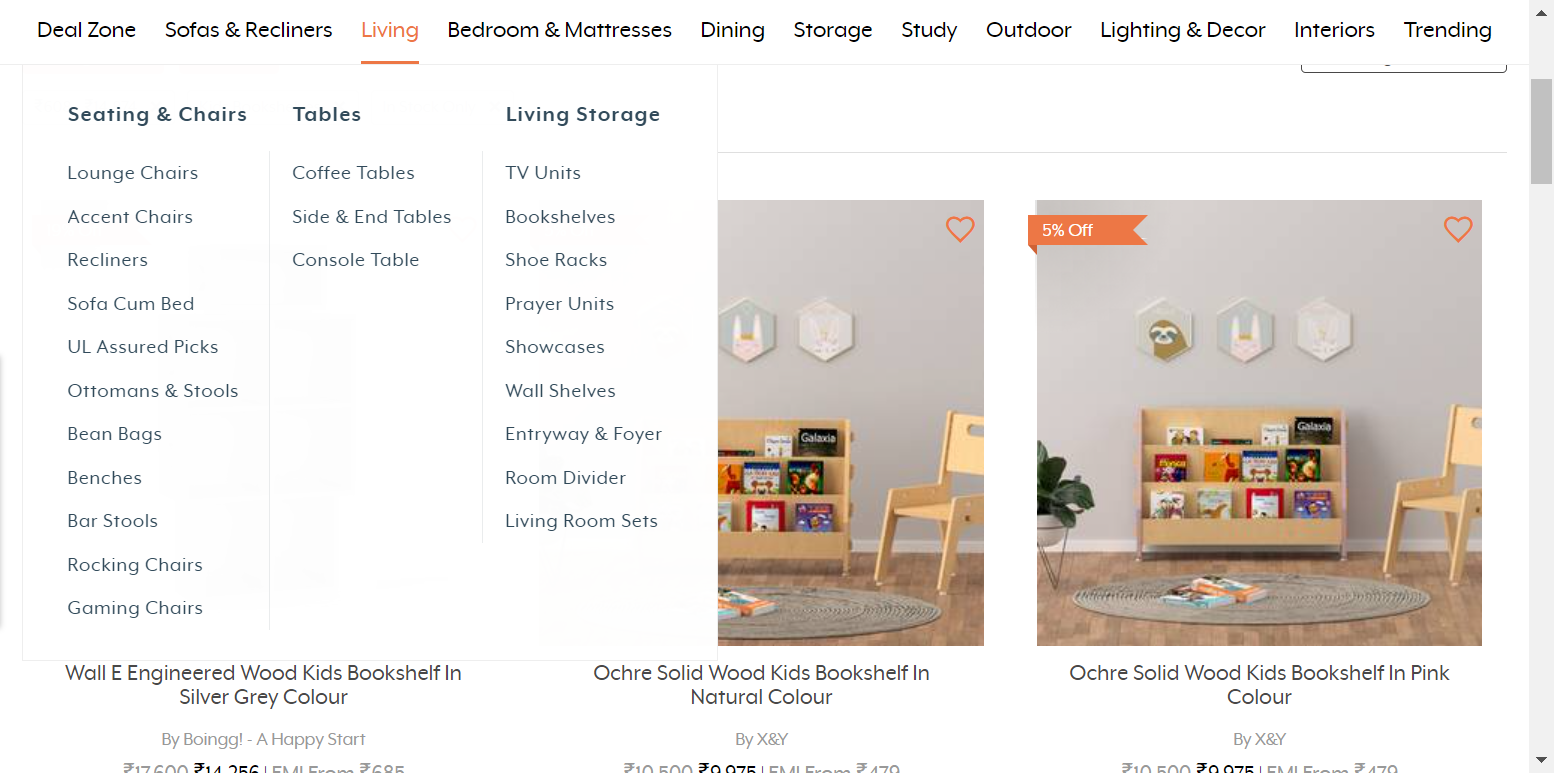 Deal Zone Sofas & Recliners Living Bedroom & Mattresses Dining Storage Study Outdoor Lighting & Decor Interiors Trending
Seating & Chairs
Lounge Chairs
Accent Chairs
Recliners
Sofa Cum Bed
UL Assured Picks
Ottomans & Stools
Bean Bags
Benches
Bar Stools
Rocking Chairs
Gaming Chairs
Tables
Coffee Tables
Side & End Tables
Console Table
Living Storage
TV Units
Bookshelves
Shoe Racks
Prayer Units
Showcases
Wall Shelves
Entryway & Foyer
Room Divider
Living Room Sets
5% Off
Galaxia
Galaxia
Wall E Engineered Wood Kids Bookshelf In
Silver Grey Colour
By Boingg! - A Happy Start
₹17,600 ₹14,256 | EMI From ₹685
Ochre Solid Wood Kids Bookshelf In
Natural Colour
By X&Y
₹10,500 ₹9,975 | EMI From ₹479
Ochre Solid Wood Kids Bookshelf In Pink
Colour
By X&Y
₹10,500 ₹9,975 | EMI From ₹479